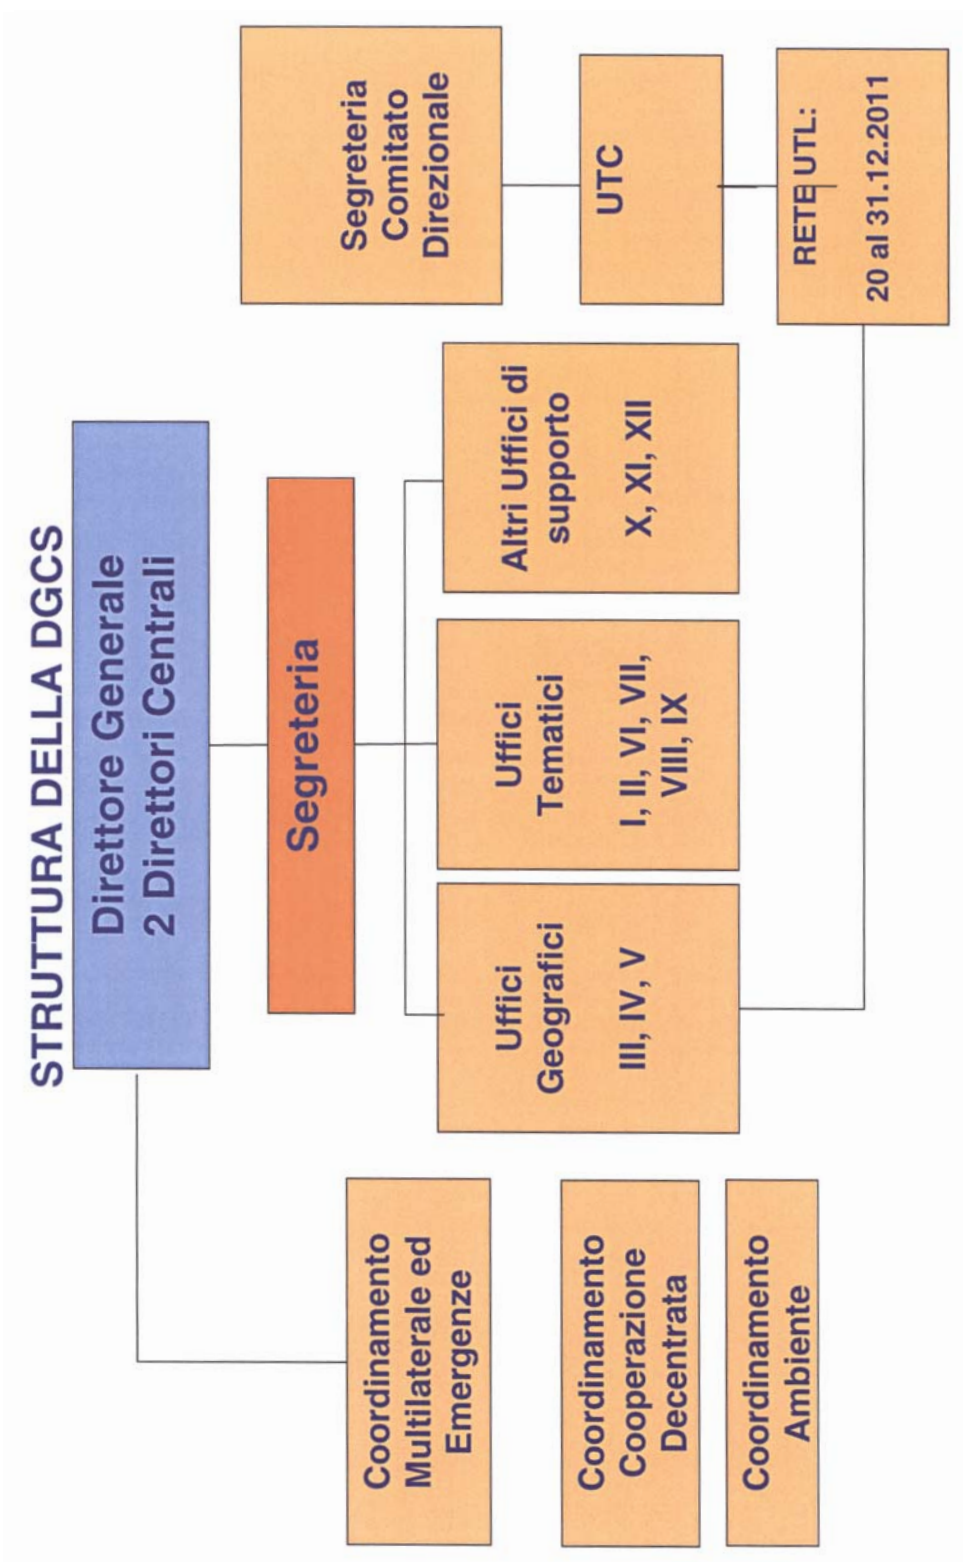 STRUTTURA DELLA DGCS
Direttore Generale
2 Direttori Centrali
Segreteria
Coordinamento
Multilaterale ed
Emergenze
Coordinamento
Cooperazione
Decentrata
Coordinamento
Ambiente
Uffici
Geografici
III, IV, V
Uffici
Tematici
I, II, VI, VII,
VIII, IX
Altri Uffici di
supporto
X, XI, XII
Segreteria
Comitato
Direzionale
UTC
RETE UTL:
20 al 31.12.2011